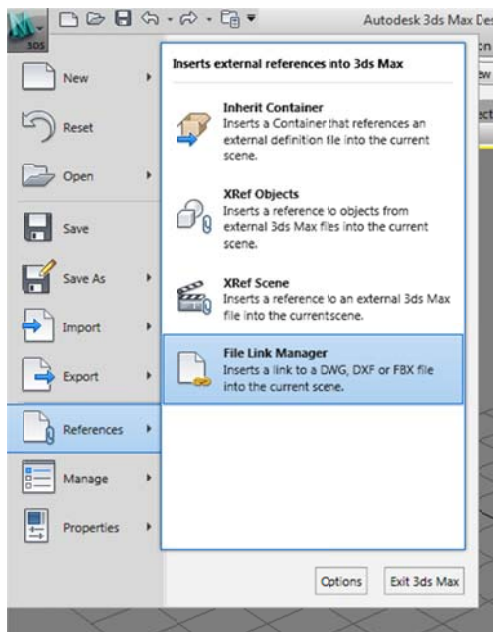 Autodesk 3ds Max Des
3DS
New
Reset
Open
Save
Save As
Import
Export
References
Manage
Properties
Inserts external references into 3ds Max
Inherit Container
Inserts a Container that references an
external definition file into the current
scene.
XRef Objects
Inserts a reference to objects from
external 3ds Max files into the current
scene.
XRef Scene
Inserts a reference to an external 3ds Max
file into the current scene.
File Link Manager
Inserts a link to a DWG, DXF or FBX file
into the current scene.
Options
Exit 3ds Max